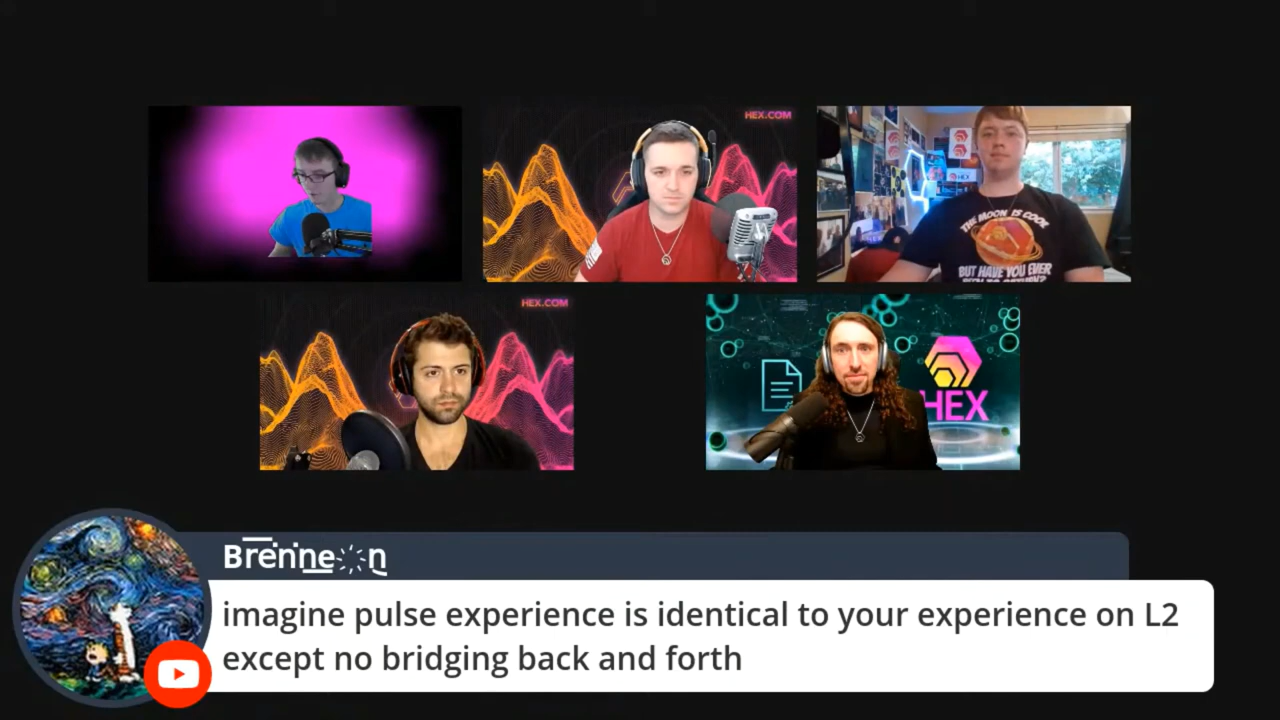 HEX.COM
THE MOON IS COOL
BUT HAVE YOU EVER
HEX.COM
HEX
Brenneon
imagine pulse experience is identical to your experience on L2
except no bridging back and forth